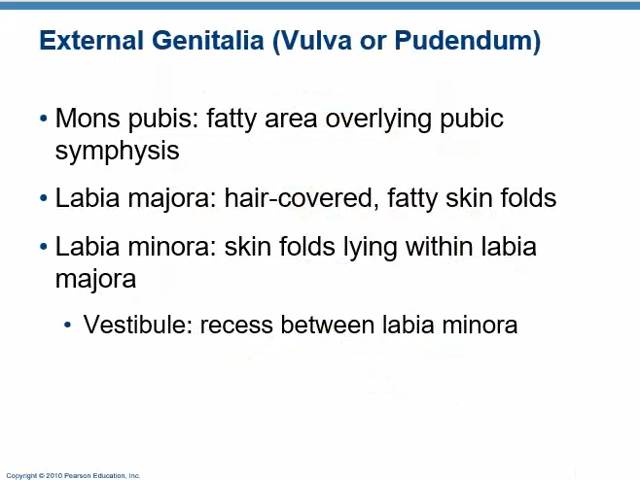 External Genitalia (Vulva or Pudendum)
• Mons pubis: fatty area overlying pubic
symphysis
• Labia majora: hair-covered, fatty skin folds
• Labia minora: skin folds lying within labia
majora
• Vestibule: recess between labia minora
Copyright © 2010 Pearson Education, Inc.